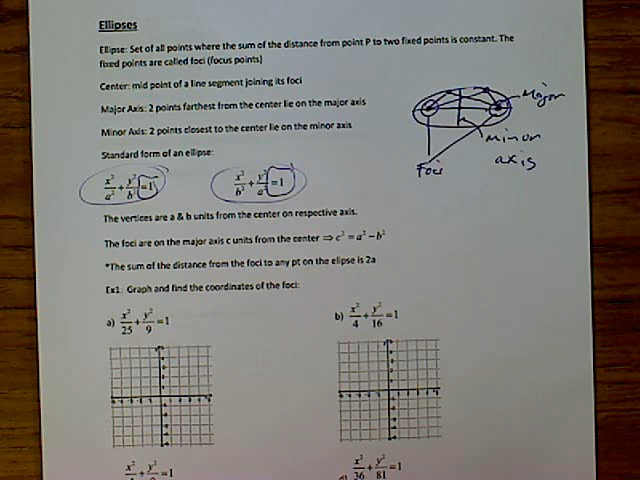 Ellipses
Ellipse: Set of all points where the sum of the distance from point P to two fixed points is constant. The
fixed points are called foci (focus points)
Center: mid point of a line segment joining its foci
Major Axis: 2 points farthest from the center lie on the major axis
Major
Minor Axis: 2 points closest to the center lie on the minor axis
minor
axis
Foci
Standard form of an ellipse:
x²/a² + y²/b² = 1 x²/b² + y²/a² = 1
The vertices are a & b units from the center on respective axis.
The foci are on the major axis c units from the center ⇒ c² = a² − b²
*The sum of the distance from the foci to any pt on the elipse is 2a
Ex1: Graph and find the coordinates of the foci:
a) x²/25 + y²/9 = 1 b) x²/4 + y²/16 = 1
x²/36 + y²/81 = 1